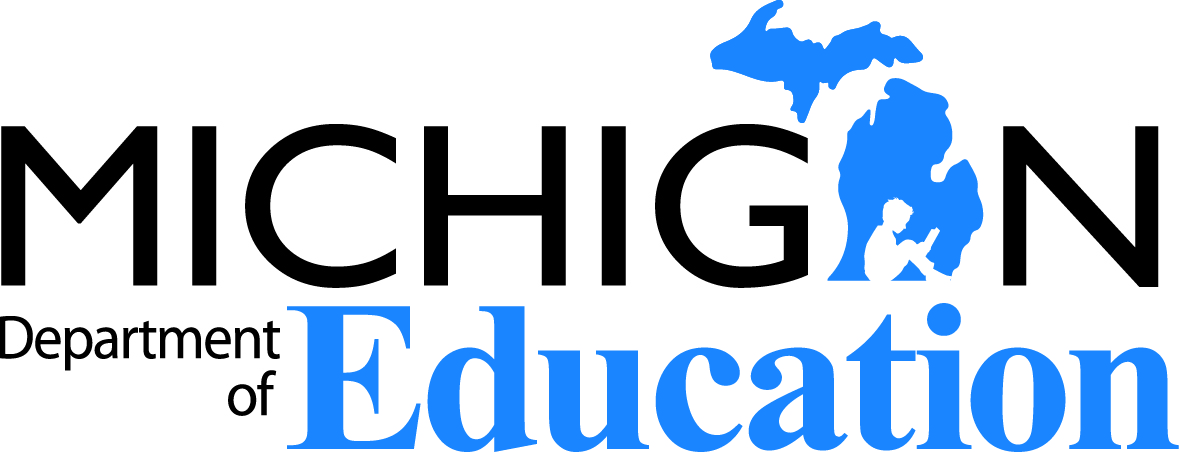 MICHIGAN
Department
of
Education